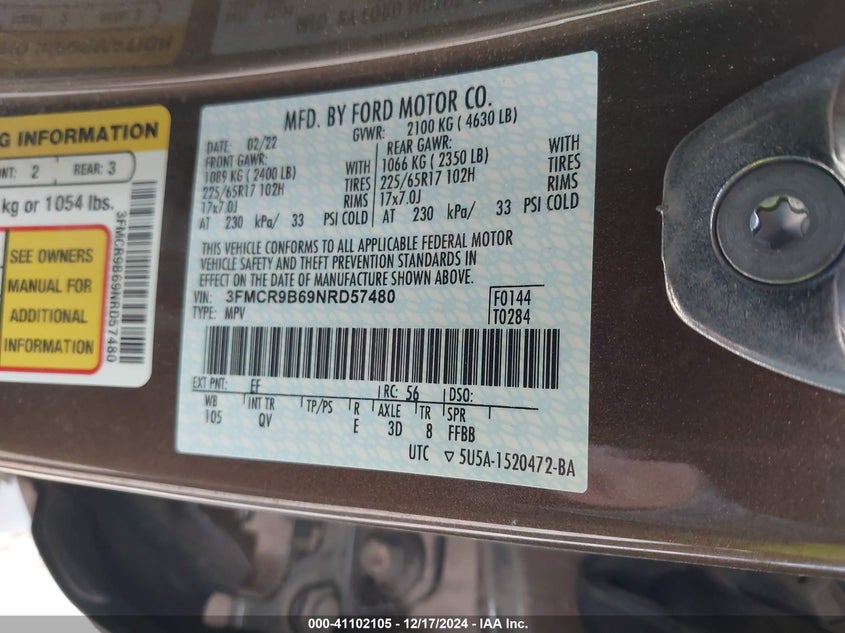 G INFORMATION
NT: 2 REAR: 3
kg or 1054 lbs.
SEE OWNERS
MANUAL FOR
ADDITIONAL
INFORMATION
3FMCR9B69NRD57480
MFD. BY FORD MOTOR CO.
DATE: 02/22 GVWR: 2100 KG ( 4630 LB)
FRONT GAWR: REAR GAWR:
1089 KG ( 2400 LB) WITH 1066 KG ( 2350 LB) WITH
225/65R17 102H TIRES 225/65R17 102H TIRES
17x7.0J RIMS 17x7.0J RIMS
AT 230 kPa/ 33 PSI COLD AT 230 kPa/ 33 PSI COLD
THIS VEHICLE CONFORMS TO ALL APPLICABLE FEDERAL MOTOR
VEHICLE SAFETY AND THEFT PREVENTION STANDARDS IN
EFFECT ON THE DATE OF MANUFACTURE SHOWN ABOVE.
VIN: 3FMCR9B69NRD57480 F0144
TYPE: MPV T0284
EXT PNT: EF RC: 56 DSO:
WB INT TR TP/PS R AXLE TR SPR
105 QV E 3D 8 FFBB
UTC ▽ 5U5A-1520472-BA
000-41102105 - 12/17/2024 - IAA Inc.